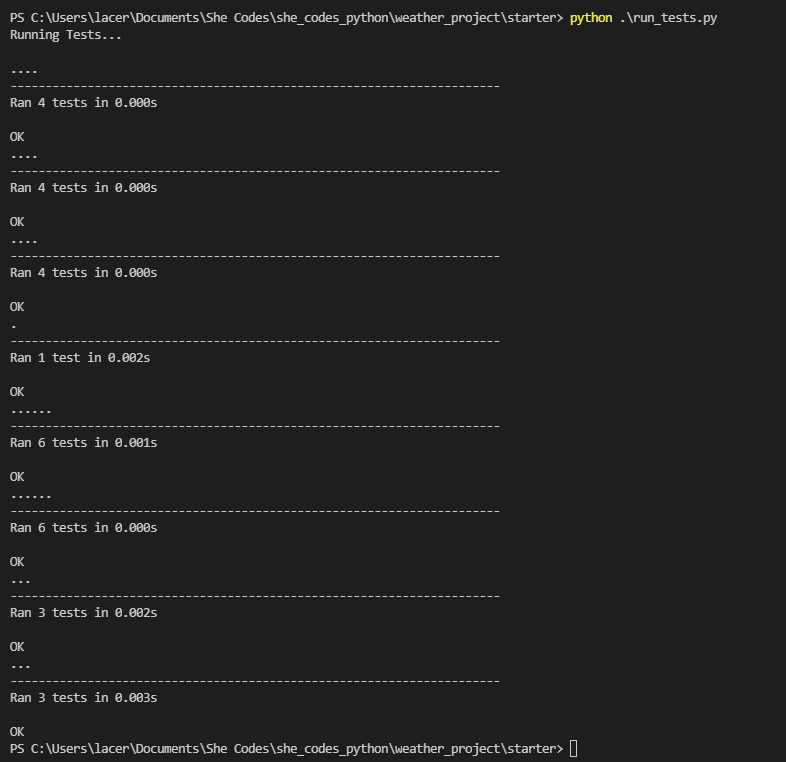 PS C:\Users\lacer\Documents\She Codes\she_codes_python\weather_project\starter> python .\run_tests.py
Running Tests...
....
----------------------------------------------------------------------
Ran 4 tests in 0.000s
OK
....
----------------------------------------------------------------------
Ran 4 tests in 0.000s
OK
....
----------------------------------------------------------------------
Ran 4 tests in 0.000s
OK
.
----------------------------------------------------------------------
Ran 1 test in 0.002s
OK
......
----------------------------------------------------------------------
Ran 6 tests in 0.001s
OK
......
----------------------------------------------------------------------
Ran 6 tests in 0.000s
OK
...
----------------------------------------------------------------------
Ran 3 tests in 0.002s
OK
...
----------------------------------------------------------------------
Ran 3 tests in 0.003s
OK
PS C:\Users\lacer\Documents\She Codes\she_codes_python\weather_project\starter>